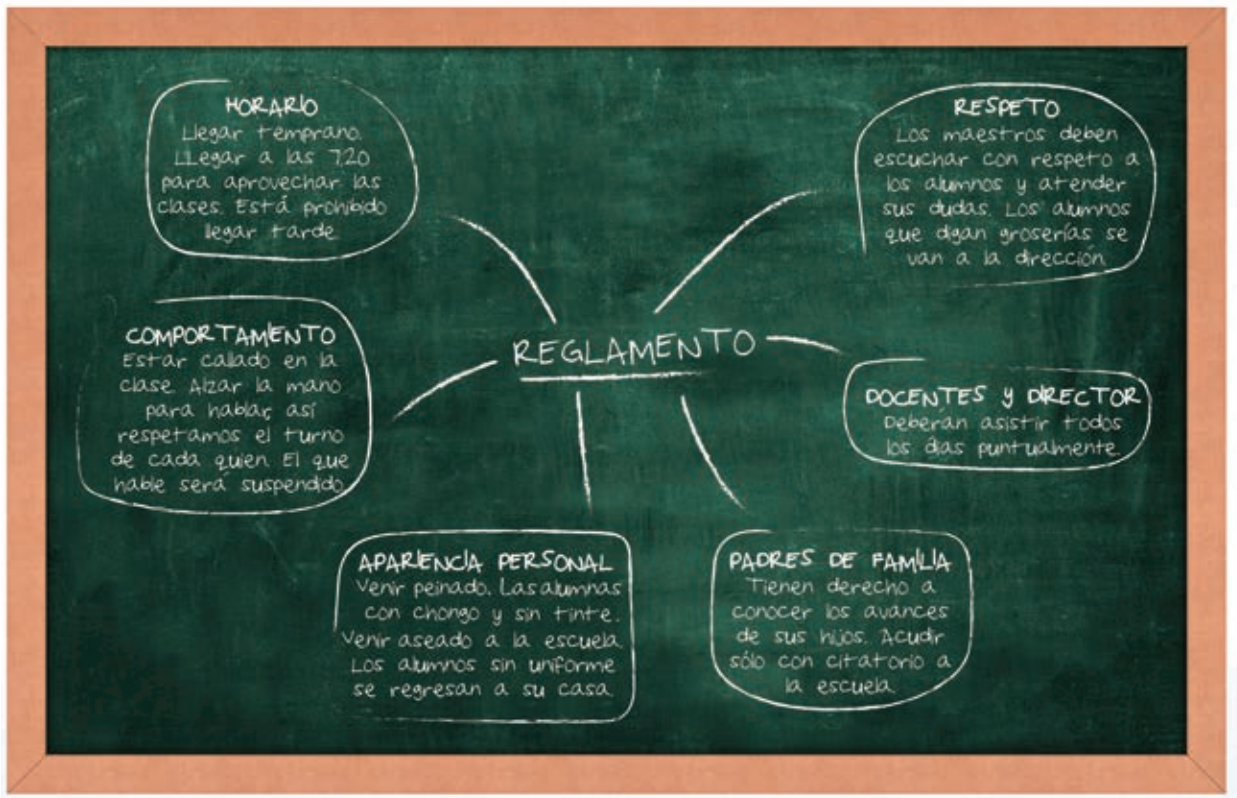 HORARIO
Llegar temprano.
Llegar a las 7.20
para aprovechar las
clases. Está prohibido
llegar tarde.
RESPETO
Los maestros deben
escuchar con respeto a
los alumnos y atender
sus dudas. Los alumnos
que digan groserías se
van a la dirección.
COMPORTAMIENTO
Estar callado en la
clase. Alzar la mano
para hablar, así
respetamos el turno
de cada quien. El que
hable será suspendido.
REGLAMENTO
DOCENTES y DIRECTOR
Deberán asistir todos
los días puntualmente.
APARIENCIA PERSONAL
Venir peinado. Las alumnas
con chongo y sin tinte.
Venir aseado a la escuela.
Los alumnos sin uniforme
se regresan a su casa.
PADRES DE FAMILIA
Tienen derecho a
conocer los avances
de sus hijos. Acudir
sólo con citatorio a
la escuela.